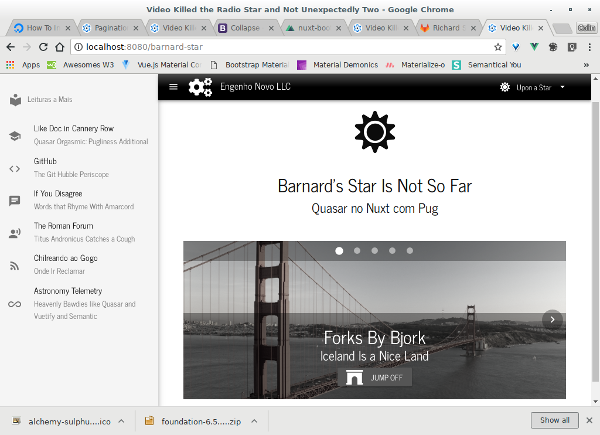 Video Killed the Radio Star and Not Unexpectedly Two - Google Chrome
How To I
Paginatio
Video Kill
Collapse
nuxt-boo
Video Kill
Richard S
Video Kill
localhost:8080/barnard-star
Apps
Awesomes W3
Vue.js Material Co
Bootstrap Material
Material Demonics
Materialize-o
Semantical You
Leituras a Mais
Engenho Novo LLC
Upon a Star
Like Doc in Cannery Row
Quasar Orgasmic: Pugliness Additional
GitHub
The Git Hubble Periscope
If You Disagree
Words that Rhyme With Amarcord
The Roman Forum
Titus Andronicus Catches a Cough
Chilreando ao Gogo
Onde Ir Reclamar
Astronomy Telemetry
Heavenly Bawdies like Quasar and
Vuetify and Semantic
Barnard's Star Is Not So Far
Quasar no Nuxt com Pug
Forks By Bjork
Iceland Is a Nice Land
JUMP OFF
alchemy-sulphu....ico
foundation-6.5.....zip
Show all